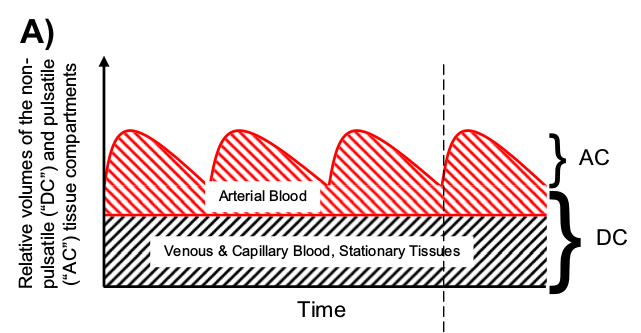 A)
Relative volumes of the non-
pulsatile (“DC”) and pulsatile
(“AC”) tissue compartments
AC
Arterial Blood
DC
Venous & Capillary Blood, Stationary Tissues
Time